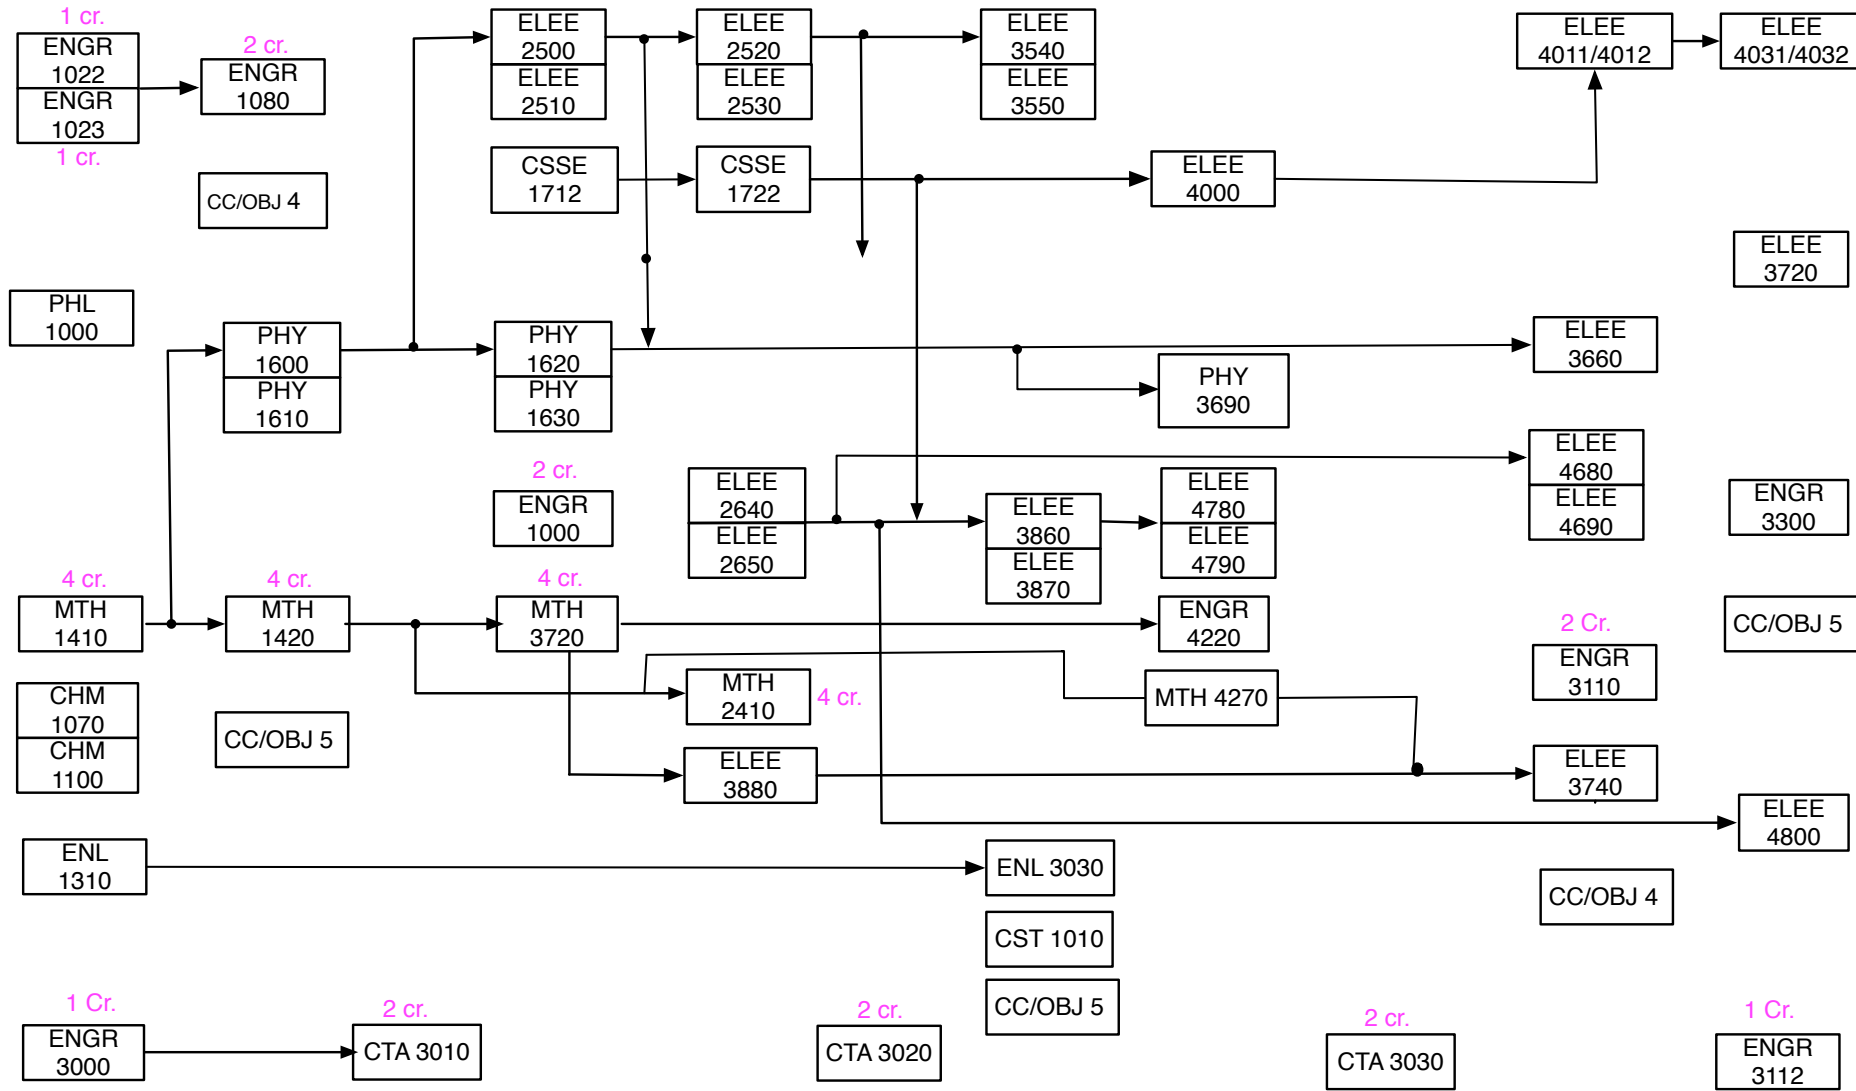 1 cr.
ENGR
1022
ENGR
1023
1 cr.
2 cr.
ENGR
1080
CC/OBJ 4
PHL
1000
PHY
1600
PHY
1610
4 cr.
MTH
1410
4 cr.
MTH
1420
CHM
1070
CHM
1100
CC/OBJ 5
ENL
1310
1 Cr.
ENGR
3000
2 cr.
CTA 3010
ELEE
2500
ELEE
2510
CSSE
1712
PHY
1620
PHY
1630
2 cr.
ENGR
1000
4 cr.
MTH
3720
ELEE
2520
ELEE
2530
CSSE
1722
ELEE
2640
ELEE
2650
MTH
2410
4 cr.
ELEE
3880
2 cr.
CTA 3020
ELEE
3540
ELEE
3550
ELEE
3860
ELEE
3870
ENL 3030
CST 1010
CC/OBJ 5
ELEE
4000
PHY
3690
ELEE
4780
ELEE
4790
ENGR
4220
MTH 4270
2 cr.
CTA 3030
ELEE
4011/4012
ELEE
3660
ELEE
4680
ELEE
4690
2 Cr.
ENGR
3110
ELEE
3740
CC/OBJ 4
ELEE
4031/4032
ELEE
3720
ENGR
3300
CC/OBJ 5
ELEE
4800
1 Cr.
ENGR
3112